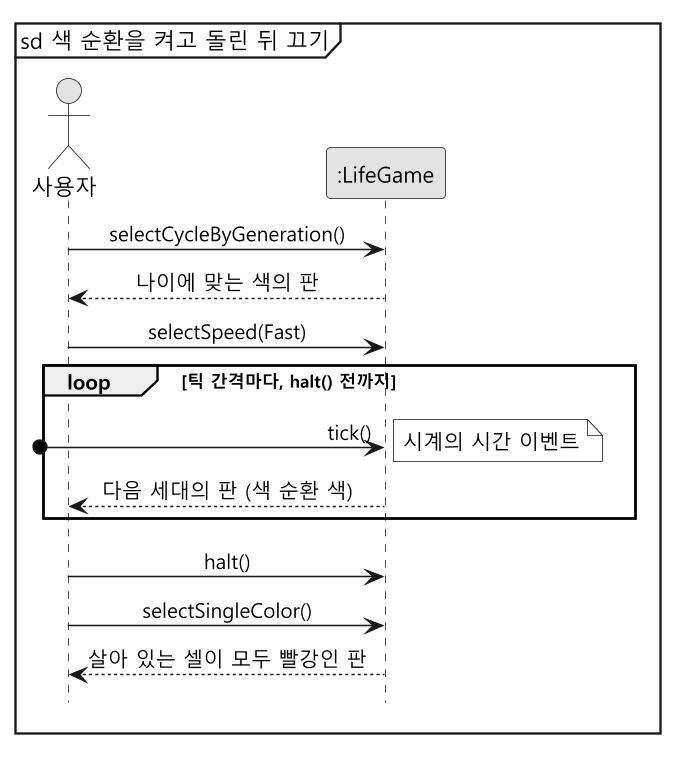 sd 색 순환을 켜고 돌린 뒤 끄기
사용자
:LifeGame
selectCycleByGeneration()
나이에 맞는 색의 판
selectSpeed(Fast)
loop [틱 간격마다, halt() 전까지]
tick()
시계의 시간 이벤트
다음 세대의 판 (색 순환 색)
halt()
selectSingleColor()
살아 있는 셀이 모두 빨강인 판